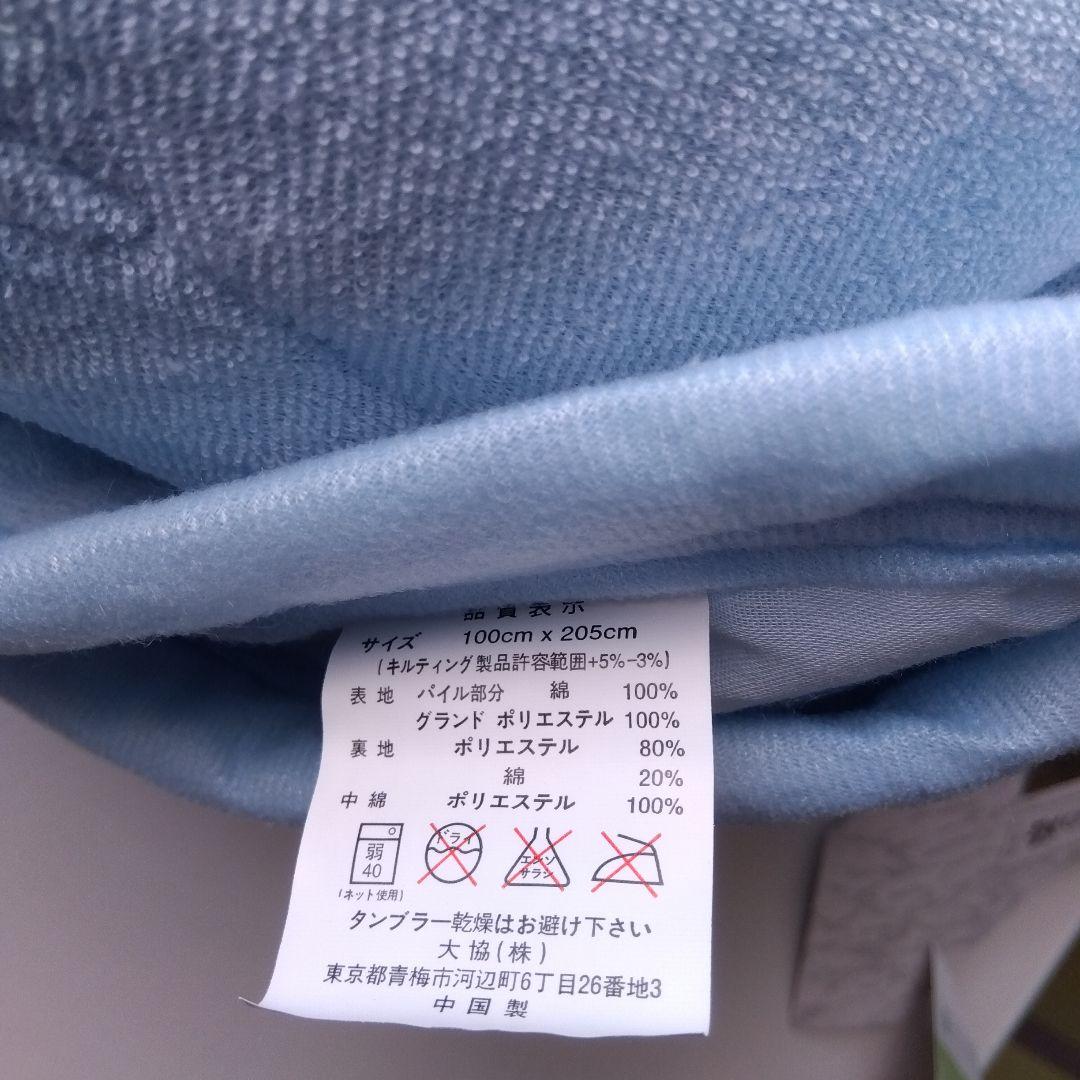 品質表示
サイズ 100cm x 205cm
(キルティング製品許容範囲+5%-3%)
表地 パイル部分 綿 100%
グランド ポリエステル 100%
裏地 ポリエステル 80%
綿 20%
中綿 ポリエステル 100%
弱 40 ドライ エンソサラシ
(ネット使用)
タンブラー乾燥はお避け下さい
大協(株)
東京都青梅市河辺町6丁目26番地3
中国製